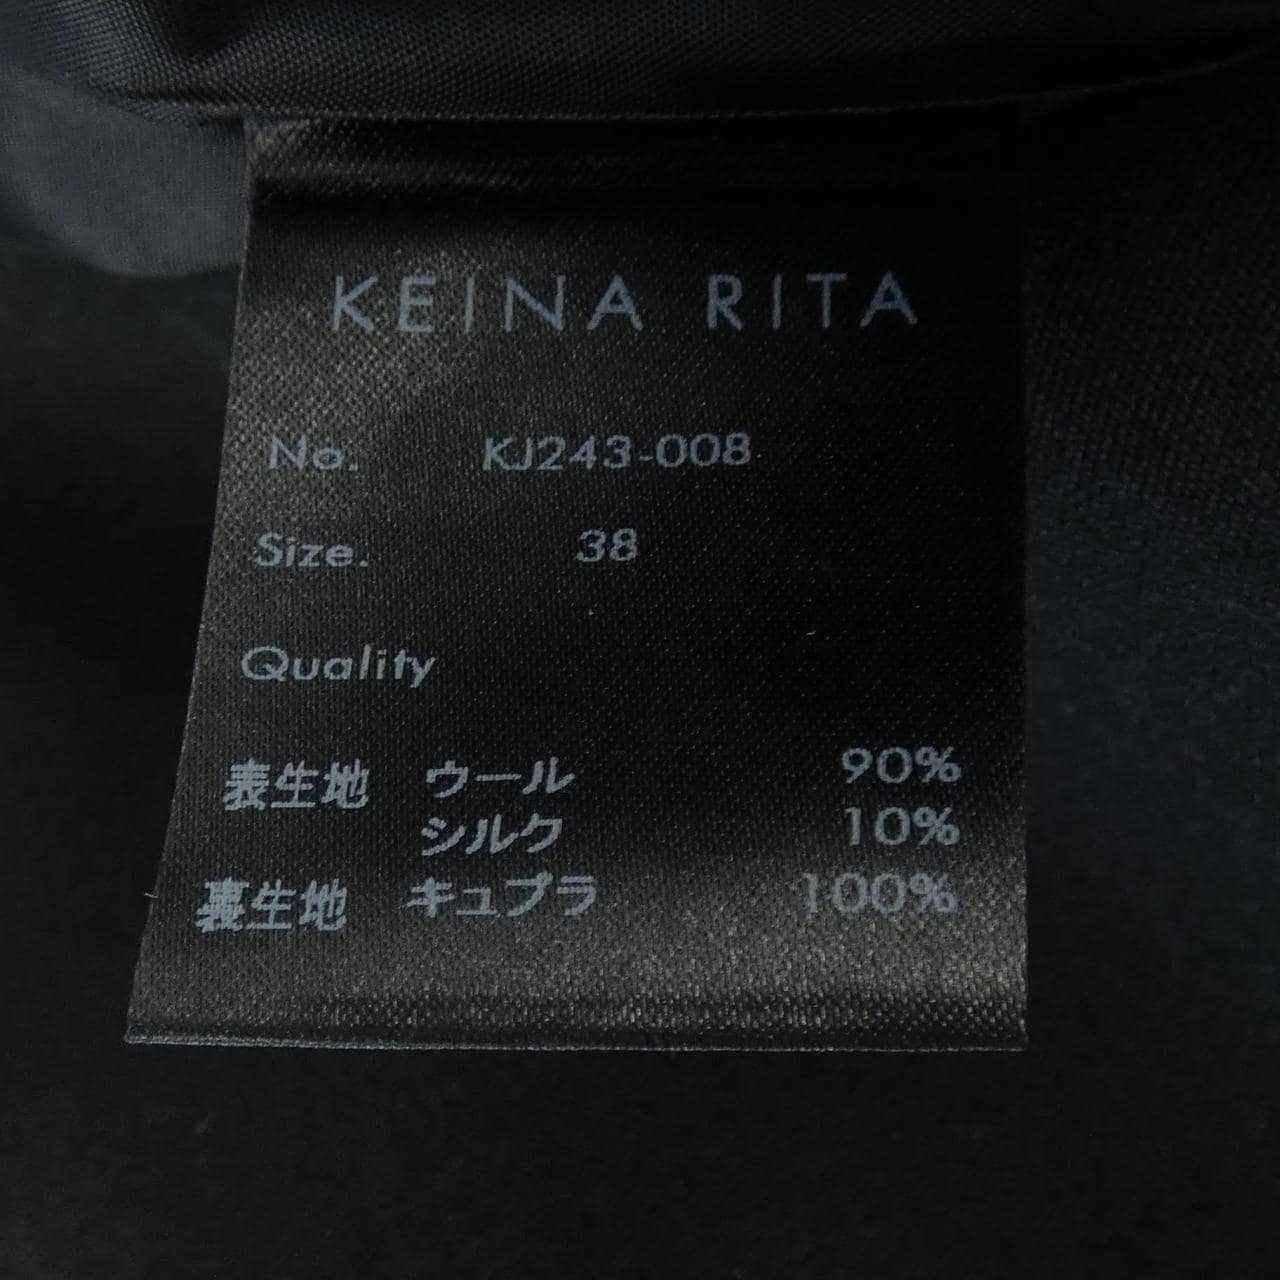 KEINA RITA
No. KJ243-008
Size. 38
Quality
表生地 ウール 90%
シルク 10%
裏生地 キュプラ 100%